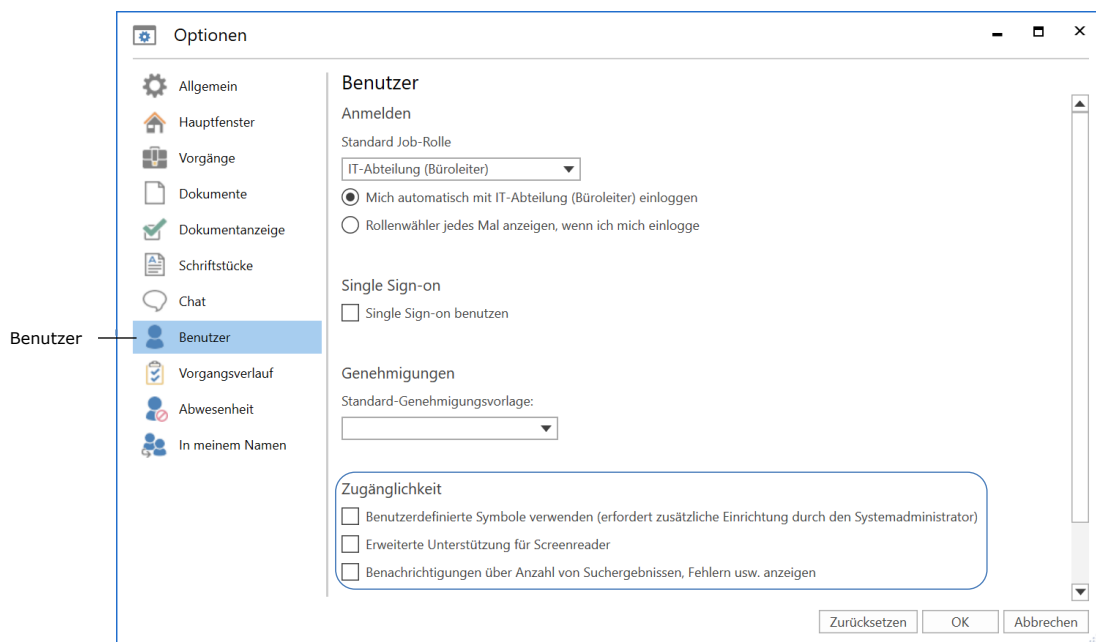 Optionen
Allgemein
Hauptfenster
Vorgänge
Dokumente
Dokumentanzeige
Schriftstücke
Chat
Benutzer
Benutzer
Vorgangsverlauf
Abwesenheit
In meinem Namen
Benutzer
Anmelden
Standard Job-Rolle
IT-Abteilung (Büroleiter)
Mich automatisch mit IT-Abteilung (Büroleiter) einloggen
Rollenwähler jedes Mal anzeigen, wenn ich mich einlogge
Single Sign-on
Single Sign-on benutzen
Genehmigungen
Standard-Genehmigungsvorlage:
Zugänglichkeit
Benutzerdefinierte Symbole verwenden (erfordert zusätzliche Einrichtung durch den Systemadministrator)
Erweiterte Unterstützung für Screenreader
Benachrichtigungen über Anzahl von Suchergebnissen, Fehlern usw. anzeigen
Zurücksetzen
OK
Abbrechen